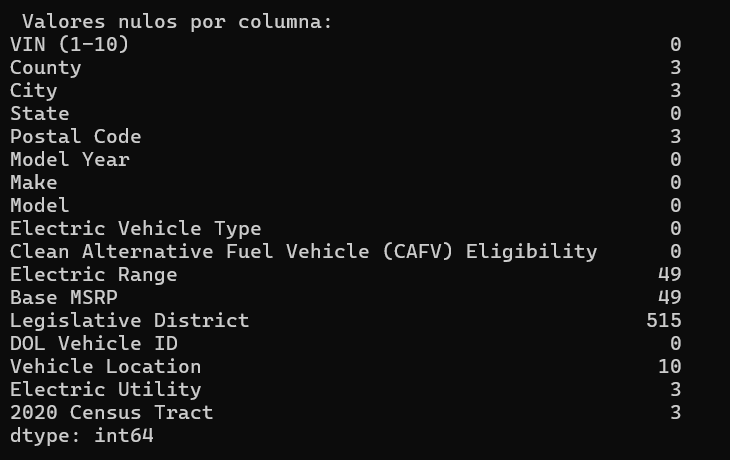 Valores nulos por columna:
VIN (1-10) 0
County 3
City 3
State 0
Postal Code 3
Model Year 0
Make 0
Model 0
Electric Vehicle Type 0
Clean Alternative Fuel Vehicle (CAFV) Eligibility 0
Electric Range 49
Base MSRP 49
Legislative District 515
DOL Vehicle ID 0
Vehicle Location 10
Electric Utility 3
2020 Census Tract 3
dtype: int64